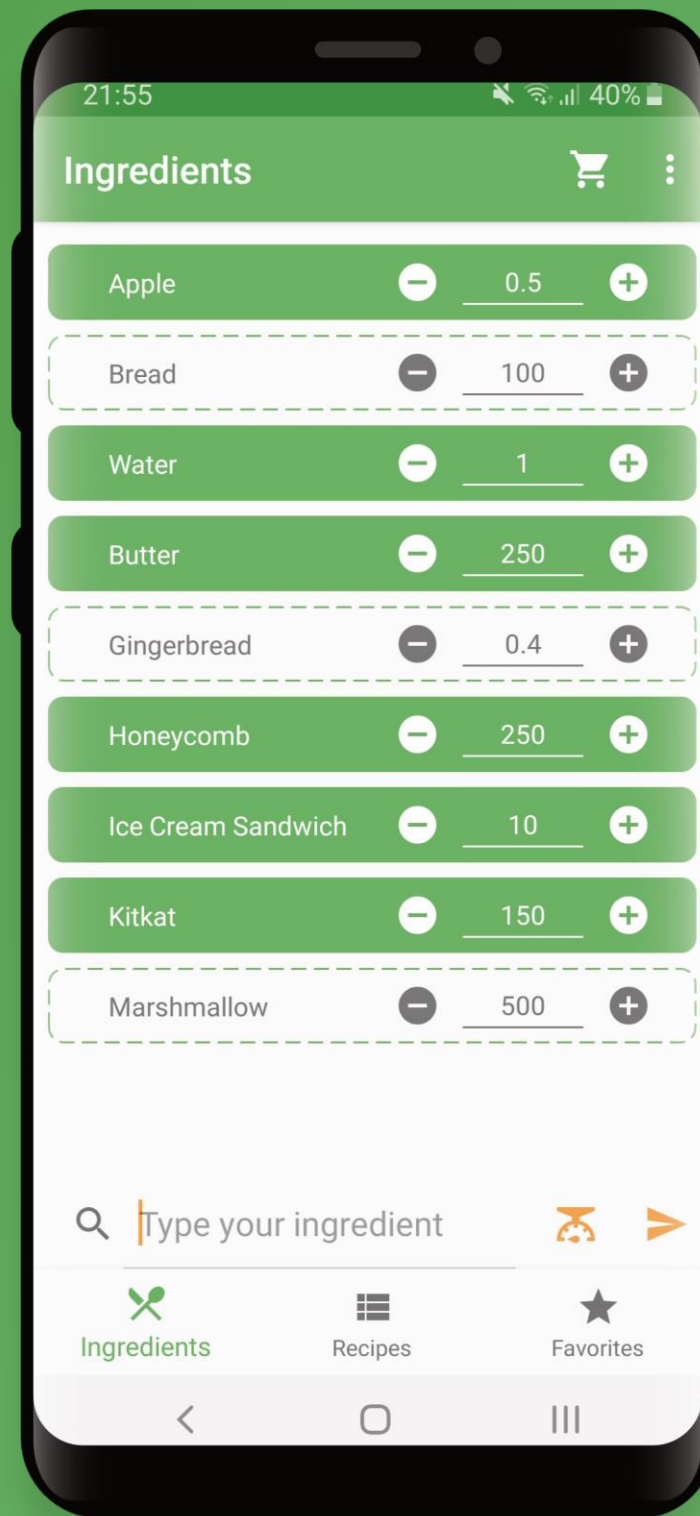 21:55 40%
Ingredients
Apple 0.5
Bread 100
Water 1
Butter 250
Gingerbread 0.4
Honeycomb 250
Ice Cream Sandwich 10
Kitkat 150
Marshmallow 500
Type your ingredient
Ingredients Recipes Favorites